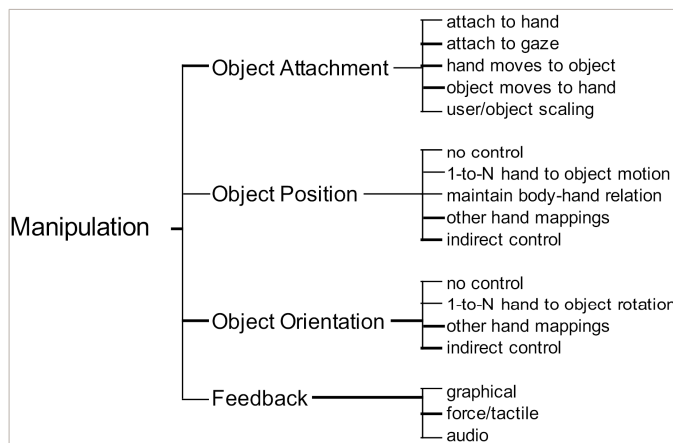 attach to hand
attach to gaze
Object Attachment
hand moves to object
object moves to hand
user/object scaling
no control
1-to-N hand to object motion
Object Position
maintain body-hand relation
other hand mappings
Manipulation
indirect control
no control
1-to-N hand to object rotation
Object Orientation
other hand mappings
indirect control
Feedback
graphical
force/tactile
audio